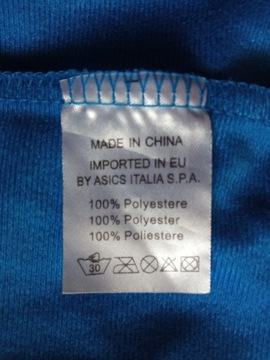 MADE IN CHINA
IMPORTED IN EU
BY ASICS ITALIA S.P.A.
100% Polyestere
100% Polyester
100% Poliestere
30